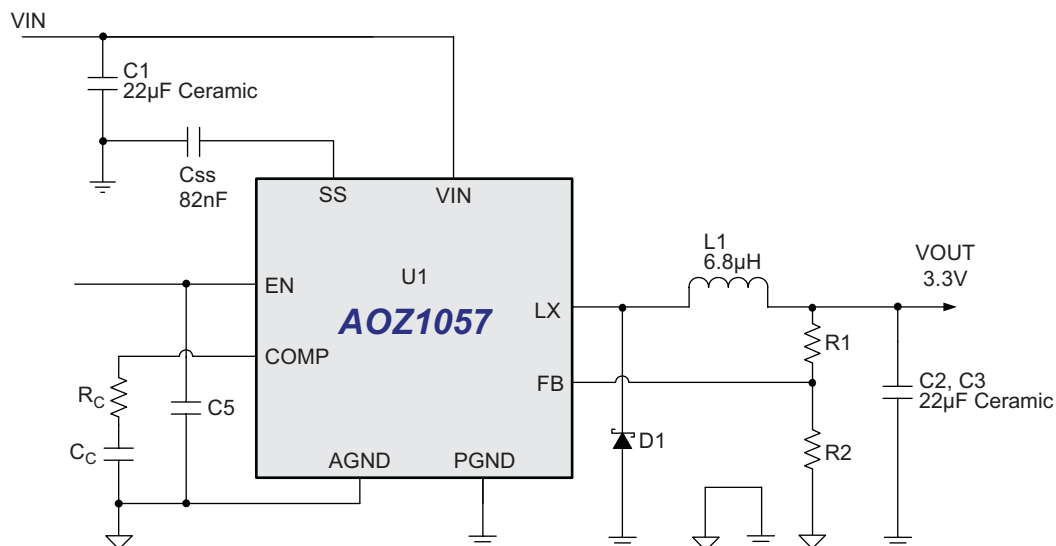 VIN
C1
22µF Ceramic
Css
82nF
SS
VIN
EN
U1
AOZ1057
LX
L1
6.8µH
VOUT
3.3V
COMP
FB
R1
C2, C3
22µF Ceramic
RC
CC
C5
D1
R2
AGND
PGND